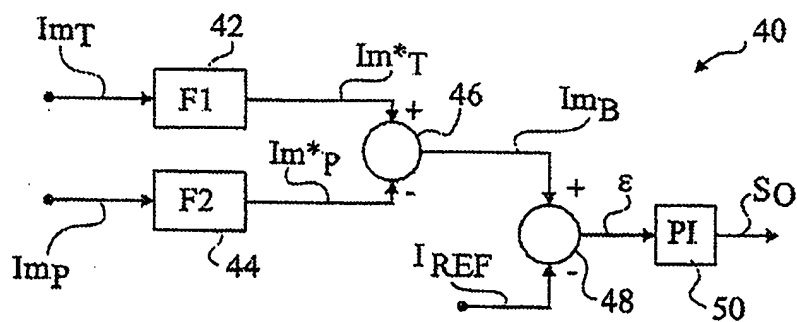 40
ImT
42
F1
Im*T
+
46
ImB
ImP
F2
44
Im*P
-
+
IREF
-
48
ε
PI
50
SO